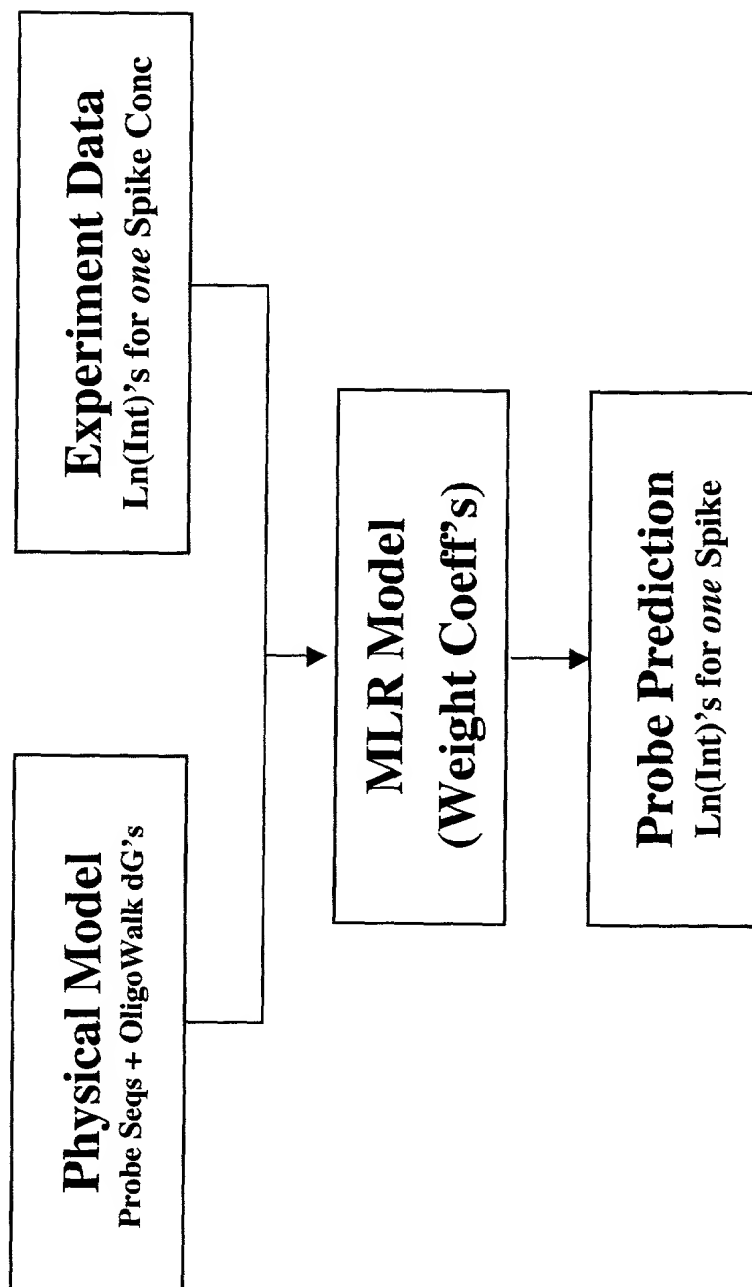 Physical Model
Probe Seqs + OligoWalk dG's
Experiment Data
Ln(Int)'s for one Spike Conc
MLR Model
(Weight Coeff's)
Probe Prediction
Ln(Int)'s for one Spike